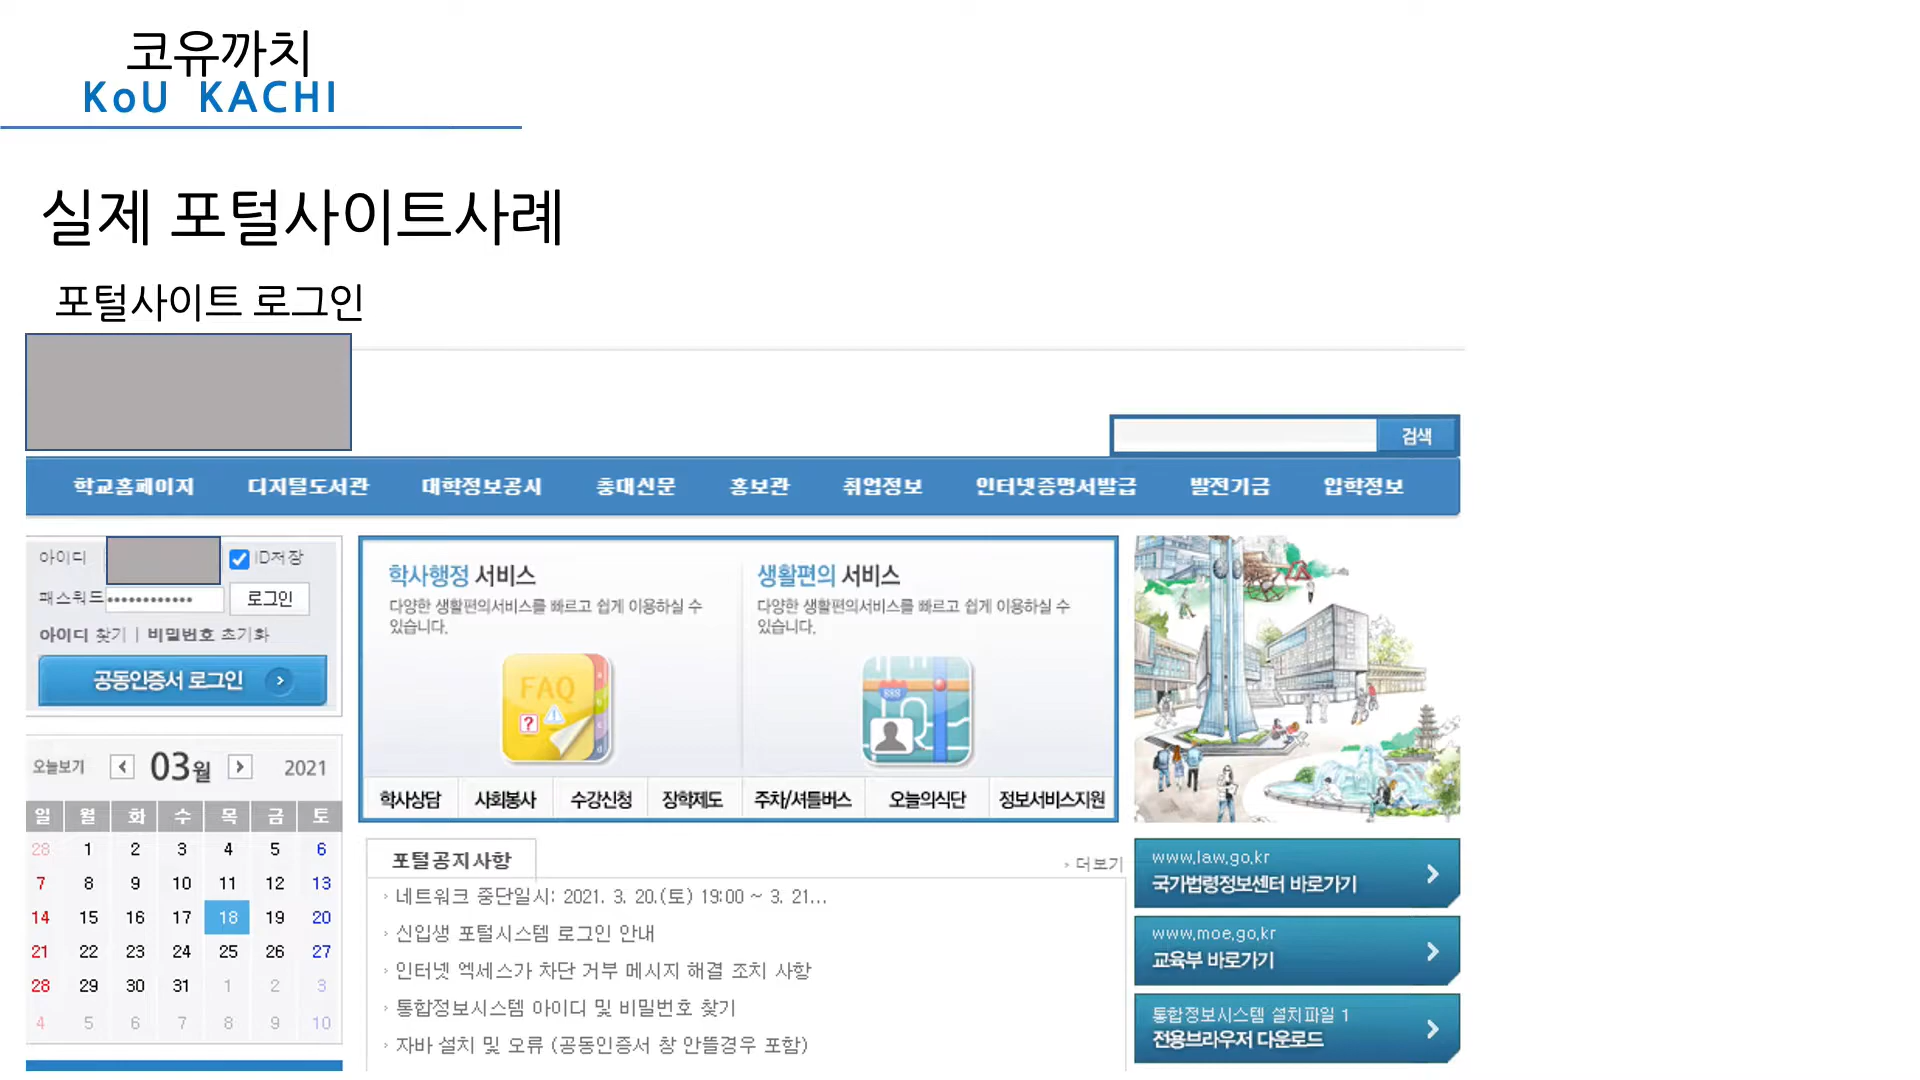 코유까치
KoU KACHI
실제 포털사이트사례
포털사이트 로그인
검색
학교홈페이지 디지털도서관 대학정보공시 충대신문 홍보관 취업정보 인터넷증명서발급 발전기금 입학정보
아이디 ID저장
패스워드 •••••••••••• 로그인
아이디 찾기 | 비밀번호 초기화
공동인증서 로그인
학사행정 서비스
다양한 생활편의서비스를 빠르고 쉽게 이용하실 수
있습니다.
FAQ
생활편의 서비스
다양한 생활편의서비스를 빠르고 쉽게 이용하실 수
있습니다.
학사상담 사회봉사 수강신청 장학제도 주차/셔틀버스 오늘의식단 정보서비스지원
오늘보기 03월 2021
일 월 화 수 목 금 토
28 1 2 3 4 5 6
7 8 9 10 11 12 13
14 15 16 17 18 19 20
21 22 23 24 25 26 27
28 29 30 31 1 2 3
4 5 6 7 8 9 10
포털공지사항 더보기
네트워크 중단일시: 2021. 3. 20.(토) 19:00 ~ 3. 21...
신입생 포털시스템 로그인 안내
인터넷 엑세스가 차단 거부 메시지 해결 조치 사항
통합정보시스템 아이디 및 비밀번호 찾기
자바 설치 및 오류 (공동인증서 창 안뜰경우 포함)
www.law.go.kr
국가법령정보센터 바로가기
www.moe.go.kr
교육부 바로가기
통합정보시스템 설치파일 1
전용브라우저 다운로드